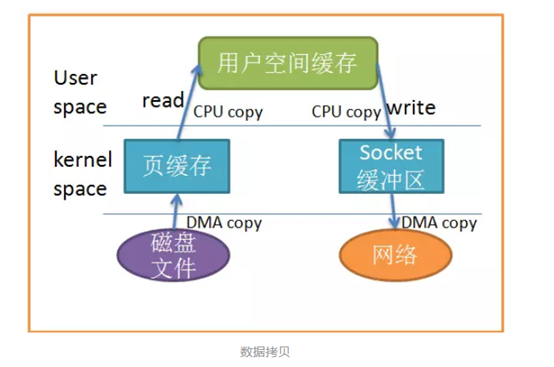 用户空间缓存
User
space
read
CPU copy
CPU copy
write
kernel
space
页缓存
Socket
缓冲区
DMA copy
DMA copy
磁盘
文件
网络
数据拷贝